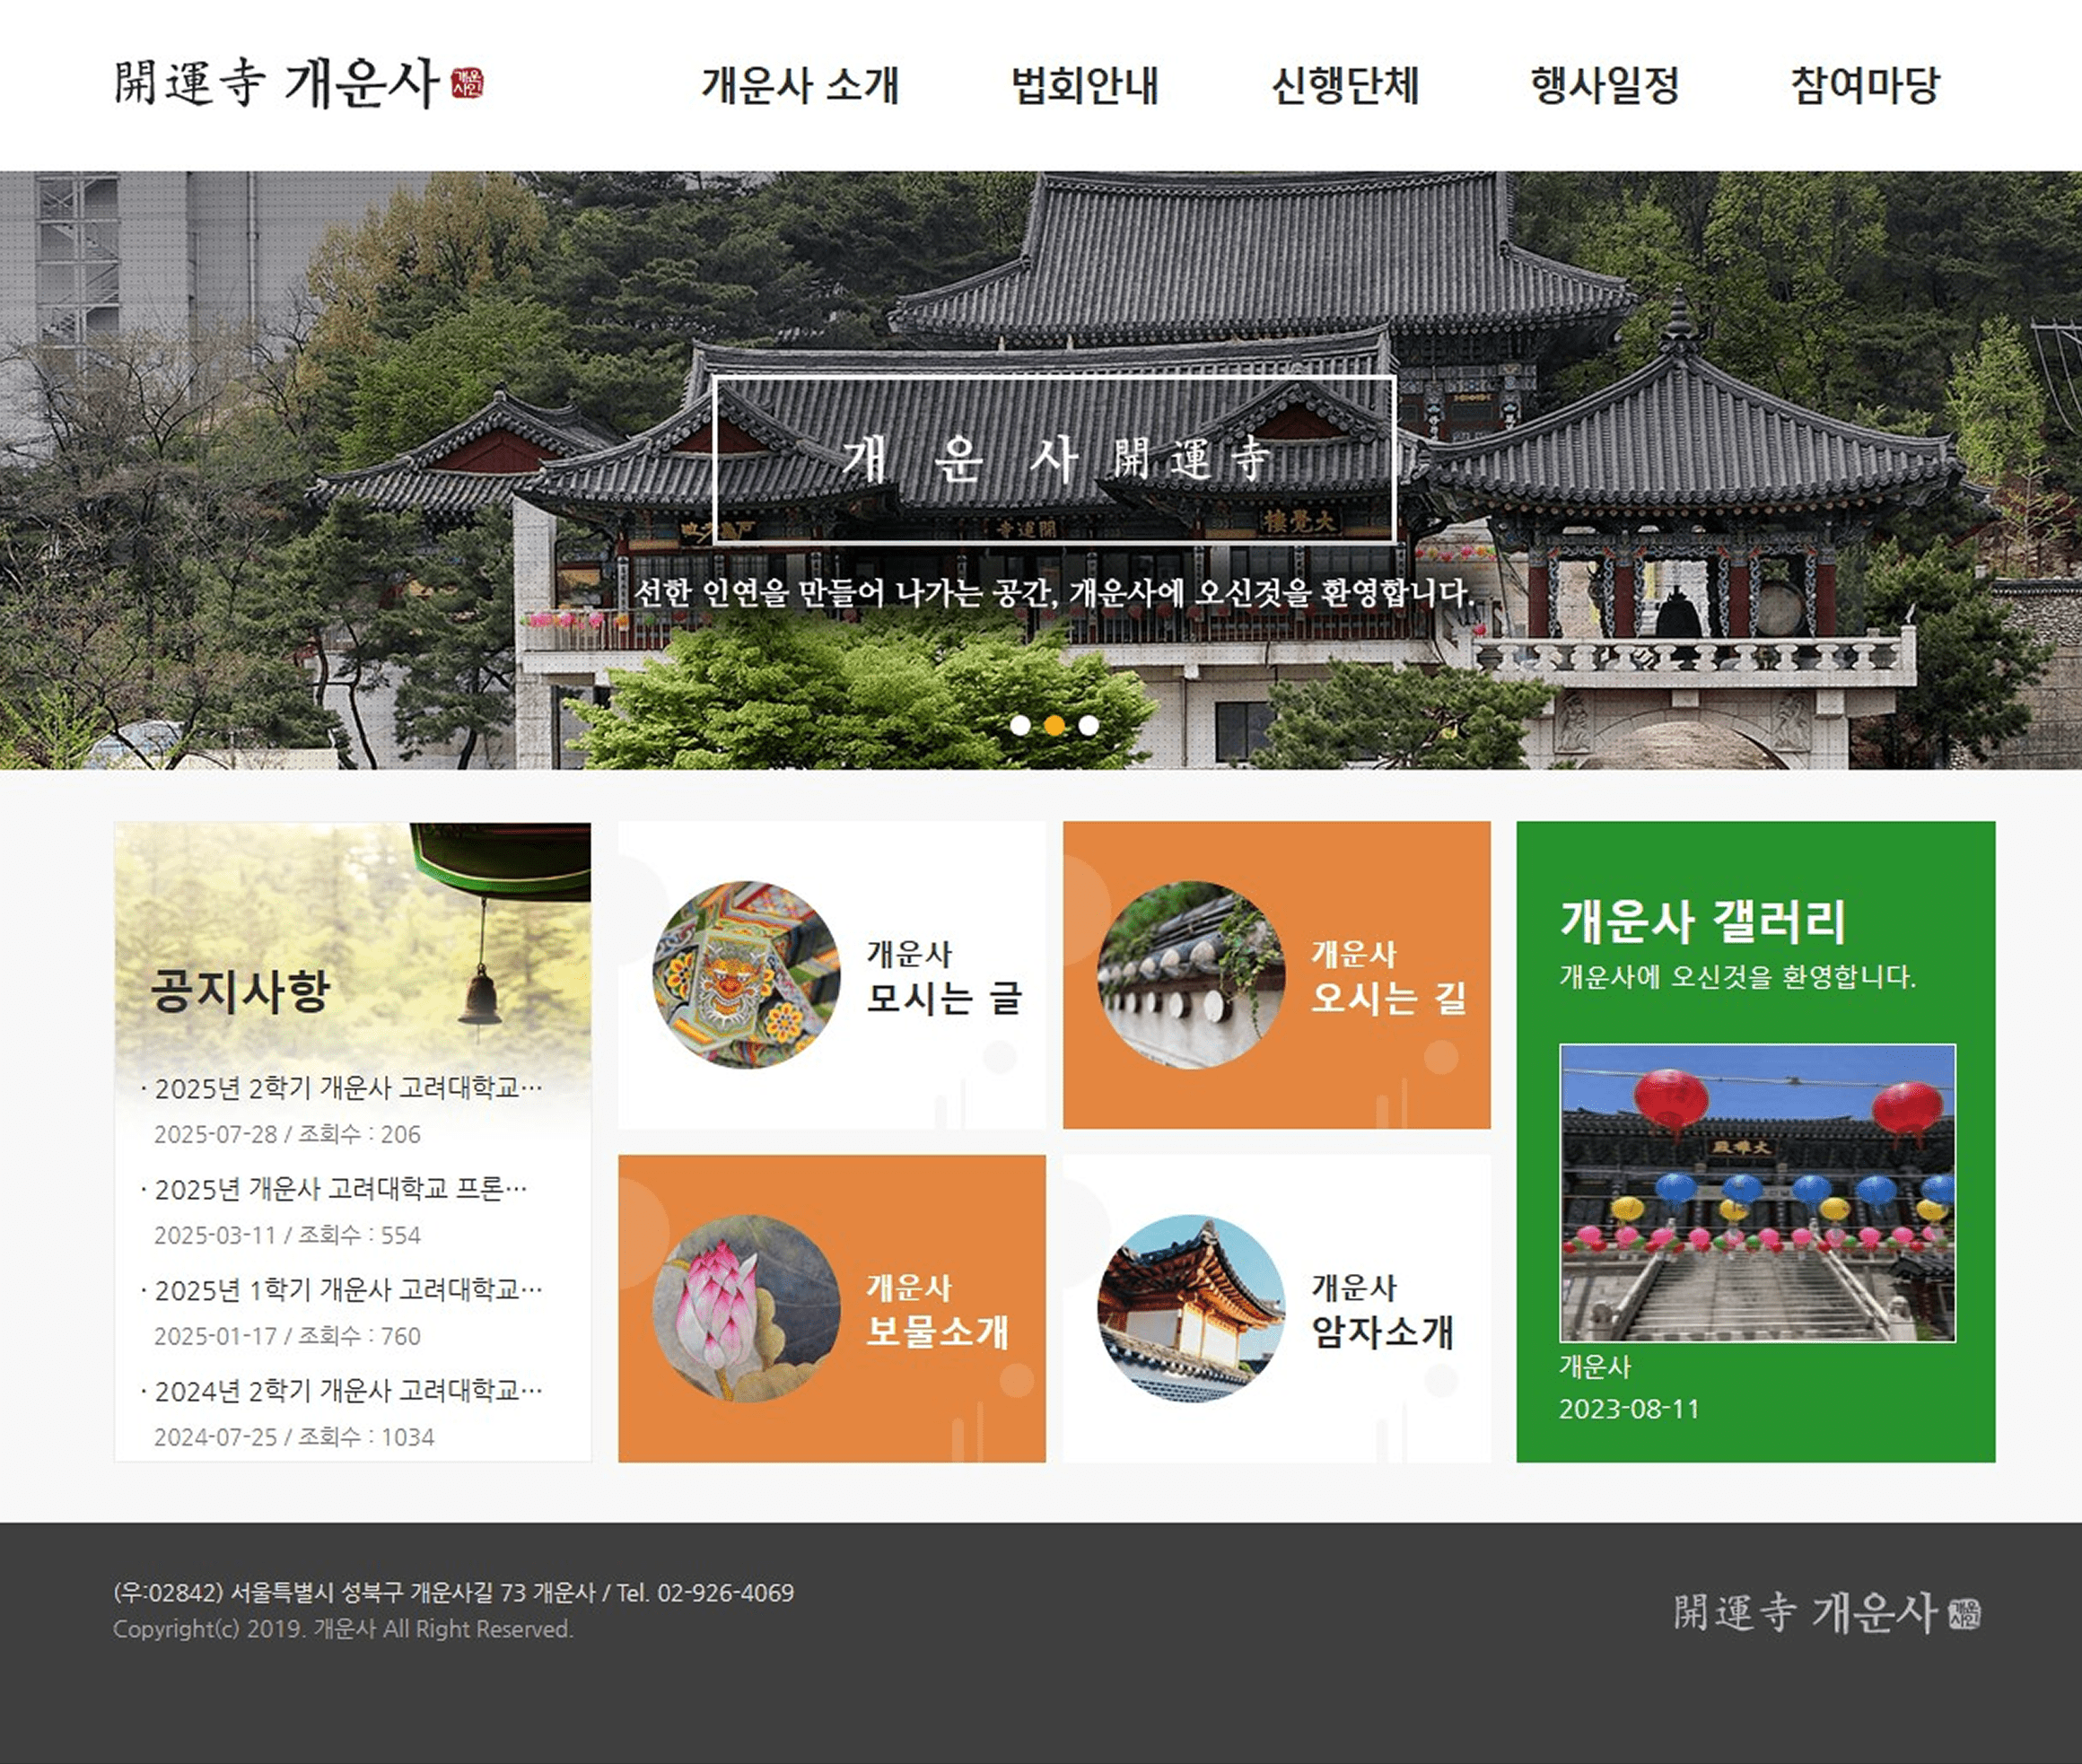 開運寺 개운사 개운사인
개운사 소개
법회안내
신행단체
행사일정
참여마당
개 운 사 開運寺
寺運開
大覺樓
선한 인연을 만들어 나가는 공간, 개운사에 오신것을 환영합니다.
공지사항
· 2025년 2학기 개운사 고려대학교…
2025-07-28 / 조회수 : 206
· 2025년 개운사 고려대학교 프론…
2025-03-11 / 조회수 : 554
· 2025년 1학기 개운사 고려대학교…
2025-01-17 / 조회수 : 760
· 2024년 2학기 개운사 고려대학교…
2024-07-25 / 조회수 : 1034
개운사
모시는 글
개운사
오시는 길
개운사
보물소개
개운사
암자소개
개운사 갤러리
개운사에 오신것을 환영합니다.
殿雄大
개운사
2023-08-11
(우:02842) 서울특별시 성북구 개운사길 73 개운사 / Tel. 02-926-4069
Copyright(c) 2019. 개운사 All Right Reserved.
開運寺 개운사 개운사인